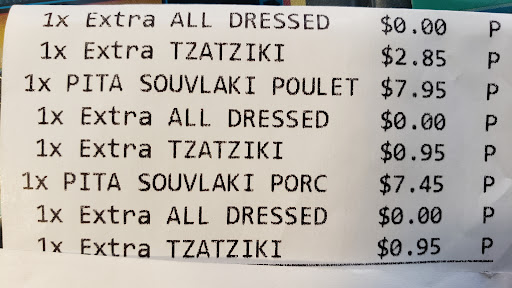 1x Extra ALL DRESSED $0.00 P
1x Extra TZATZIKI $2.85 P
1x PITA SOUVLAKI POULET $7.95 P
1x Extra ALL DRESSED $0.00 P
1x Extra TZATZIKI $0.95 P
1x PITA SOUVLAKI PORC $7.45 P
1x Extra ALL DRESSED $0.00 P
1x Extra TZATZIKI $0.95 P